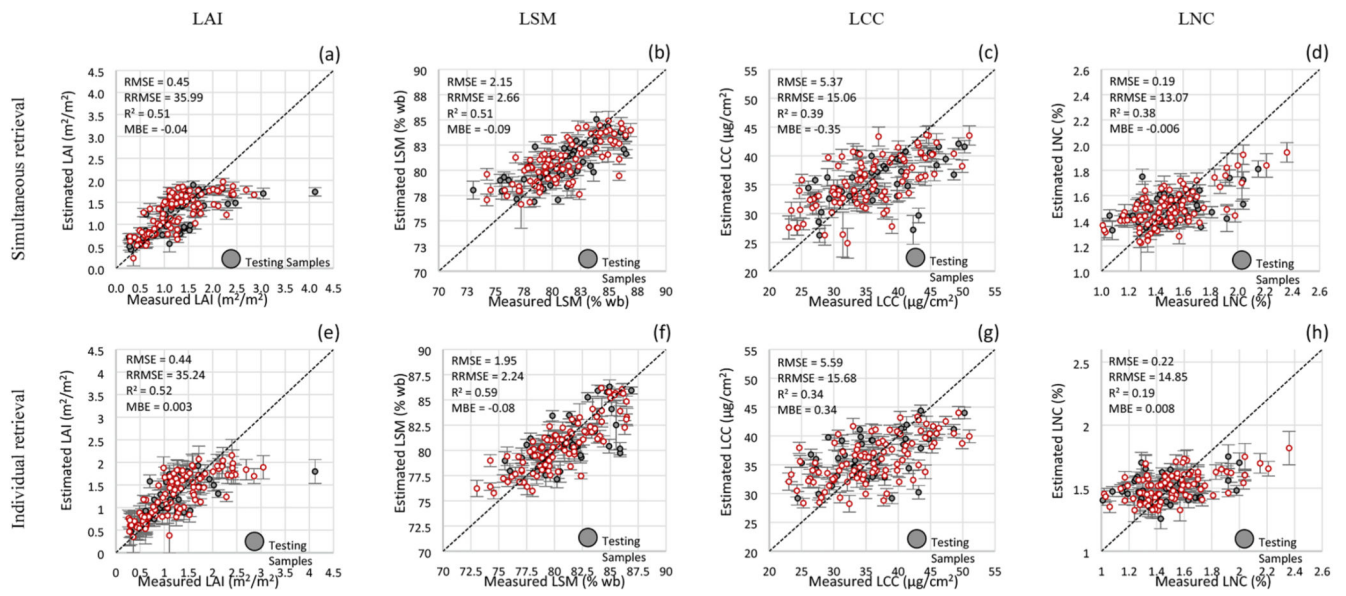 LAI
LSM
LCC
LNC
Simultaneous retrieval
(a)
RMSE = 0.45
RRMSE = 35.99
R² = 0.51
MBE = -0.04
Estimated LAI (m²/m²)
4.5
4.0
3.5
3.0
2.5
2.0
1.5
1.0
0.5
0.0
0.0 0.5 1.0 1.5 2.0 2.5 3.0 3.5 4.0 4.5
Measured LAI (m²/m²)
Testing Samples
(b)
RMSE = 2.15
RRMSE = 2.66
R² = 0.51
MBE = -0.09
Estimated LSM (% wb)
90
88
85
83
80
78
75
73
70
70 73 75 78 80 83 85 88 90
Measured LSM (% wb)
Testing
Samples
(c)
RMSE = 5.37
RRMSE = 15.06
R² = 0.39
MBE = -0.35
Estimated LCC (µg/cm²)
55
50
45
40
35
30
25
20
20 25 30 35 40 45 50 55
Measured LCC (µg/cm²)
Testing
Samples
(d)
RMSE = 0.19
RRMSE = 13.07
R² = 0.38
MBE = -0.006
Estimated LNC (%)
2.6
2.4
2.2
2.0
1.8
1.6
1.4
1.2
1.0
1.0 1.2 1.4 1.6 1.8 2.0 2.2 2.4 2.6
Measured LNC (%)
Testing
Samples
Individual retrieval
(e)
RMSE = 0.44
RRMSE = 35.24
R² = 0.52
MBE = 0.003
Estimated LAI (m²/m²)
4.5
4
3.5
3
2.5
2
1.5
1
0.5
0
0 0.5 1 1.5 2 2.5 3 3.5 4 4.5
Measured LAI (m²/m²)
Testing
Samples
(f)
RMSE = 1.95
RRMSE = 2.24
R² = 0.59
MBE = -0.08
Estimated LSM (% wb)
90
87.5
85
82.5
80
77.5
75
72.5
70
70 72.5 75 77.5 80 82.5 85 87.5 90
Measured LSM (% wb)
Testing
Samples
(g)
RMSE = 5.59
RRMSE = 15.68
R² = 0.34
MBE = 0.34
Estimated LCC (µg/cm²)
55
50
45
40
35
30
25
20
20 25 30 35 40 45 50 55
Measured LCC (µg/cm²)
Testing
Samples
(h)
RMSE = 0.22
RRMSE = 14.85
R² = 0.19
MBE = 0.008
Estimated LNC (%)
2.6
2
1.5
1
1 1.2 1.4 1.6 1.8 2 2.2 2.4 2.6
Measured LNC (%)
Testing
Samples